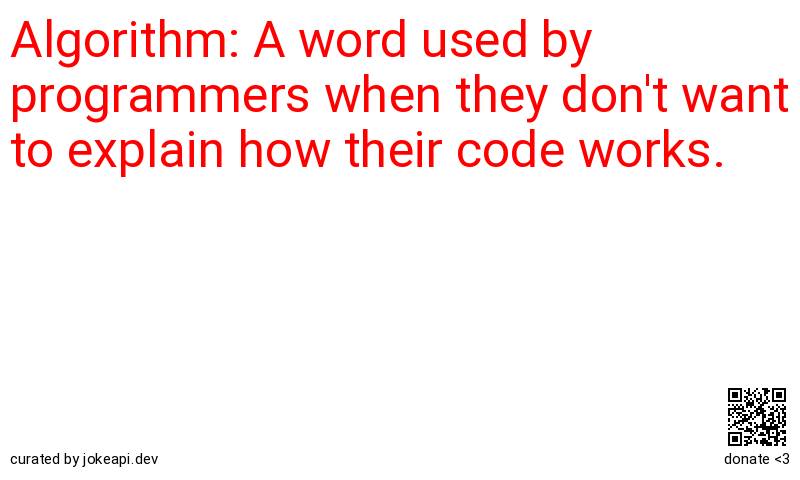 Algorithm: A word used by
programmers when they don't want
to explain how their code works.
curated by jokeapi.dev
donate <3